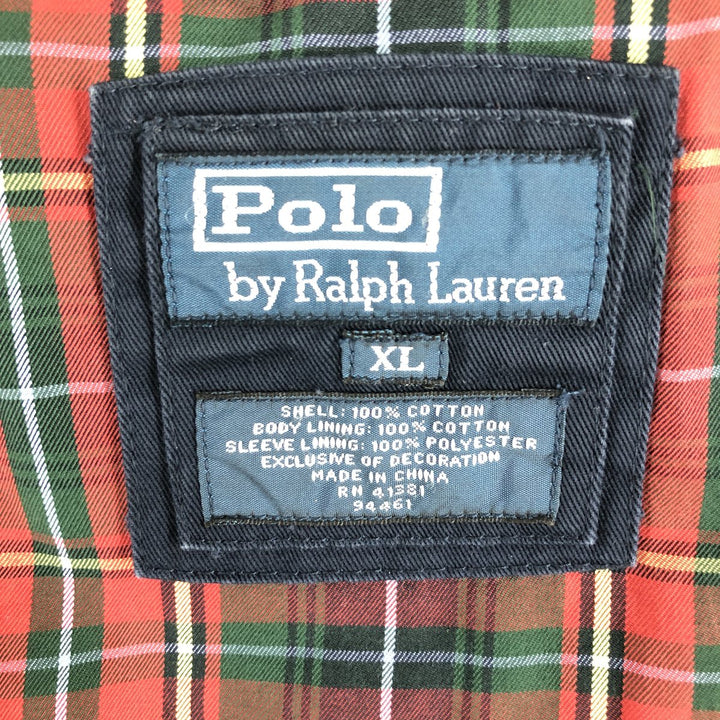 Polo
by Ralph Lauren
XL
SHELL: 100% COTTON
BODY LINING: 100% COTTON
SLEEVE LINING: 100% POLYESTER
EXCLUSIVE OF DECORATION
MADE IN CHINA
RN 41381
94461